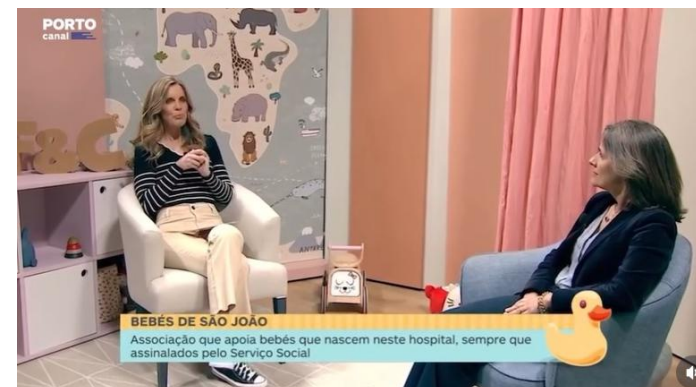 PORTO
canal
F&C
BEBÉS DE SÃO JOÃO
Associação que apoia bebés que nascem neste hospital, sempre que
assinalados pelo Serviço Social